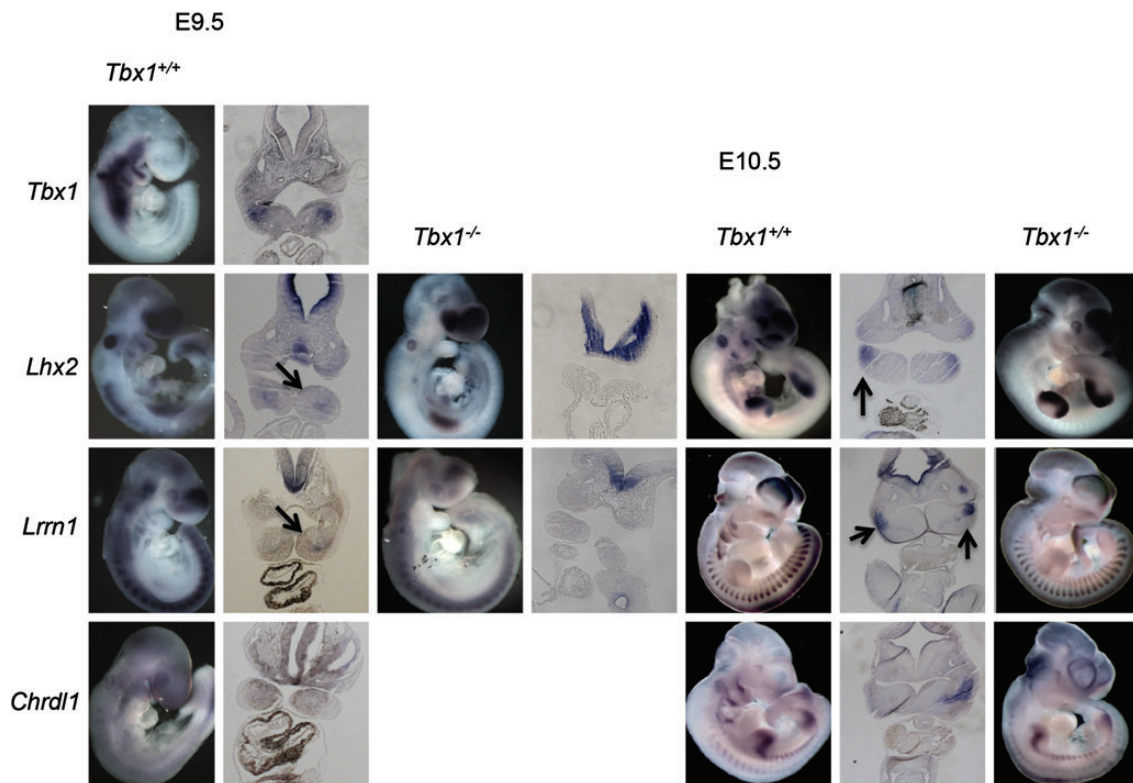 E9.5
Tbx1+/+
E10.5
Tbx1
Tbx1-/-
Tbx1+/+
Tbx1-/-
Lhx2
Lrrn1
Chrdl1